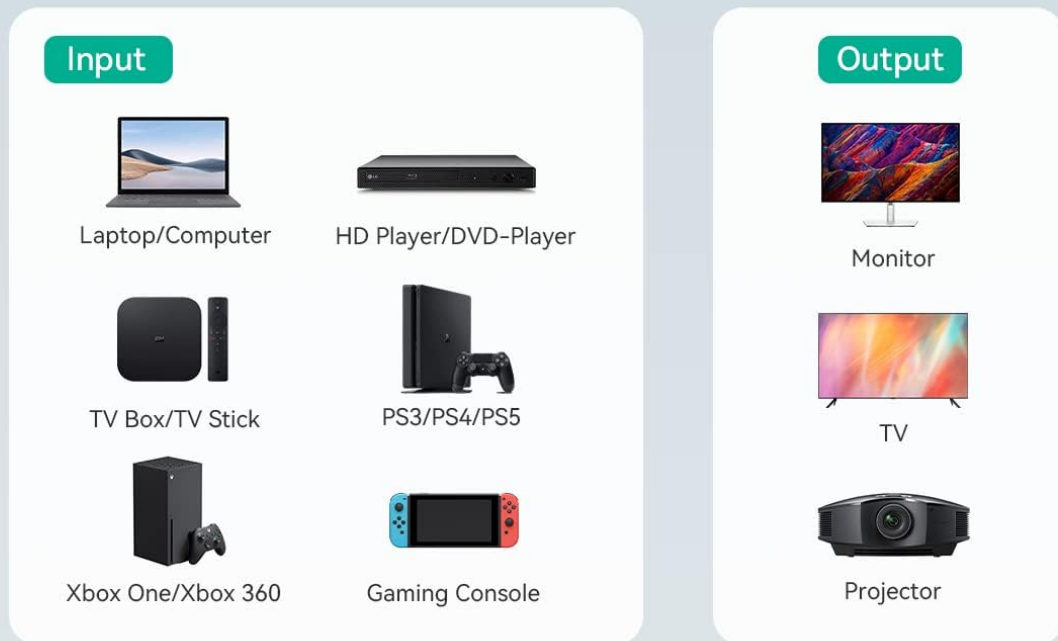 Input
Laptop/Computer
HD Player/DVD-Player
TV Box/TV Stick
PS3/PS4/PS5
Xbox One/Xbox 360
Gaming Console
Output
Monitor
TV
Projector